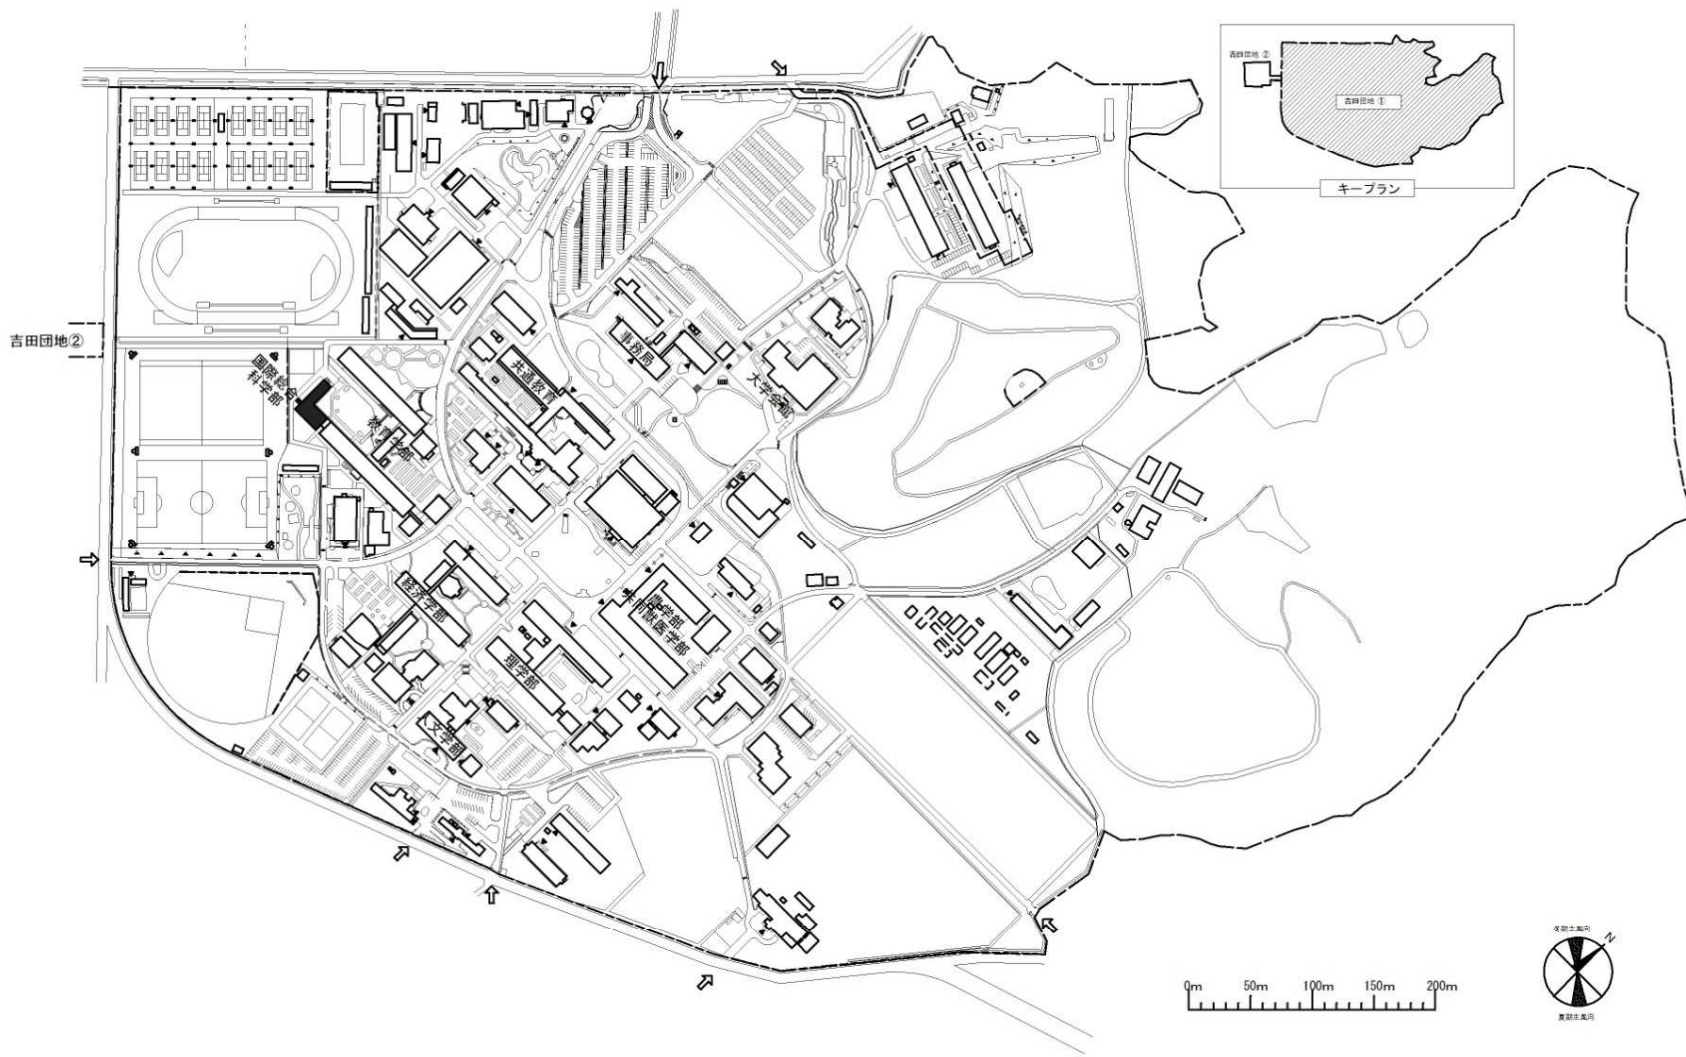 吉田団地 ②
吉田団地 ①
キープラン
吉田団地②
国際総合
科学部
教育学部
共通教育
事務局
大学会館
経済学部
農学部
共同獣医学部
理学部
人文学部
冬期主風向
N
夏期主風向
0m 50m 100m 150m 200m